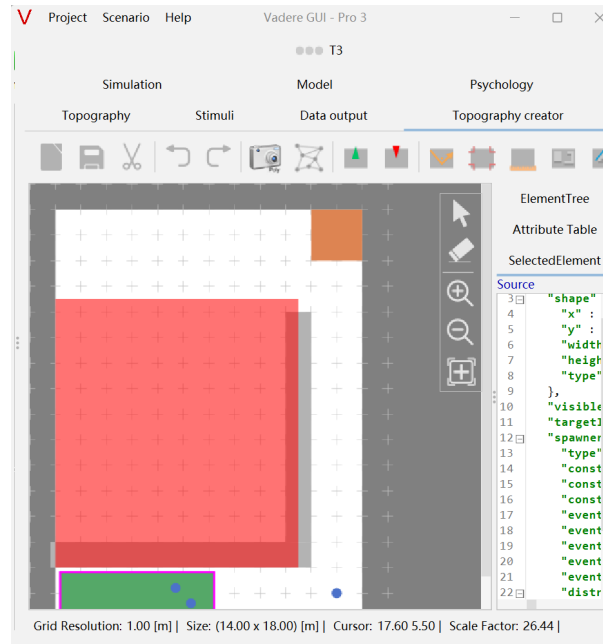 Project Scenario Help Vadere GUI - Pro 3
T3
Simulation Model Psychology
Topography Stimuli Data output Topography creator
ElementTree
Attribute Table
SelectedElement
Source
3 "shape"
4 "x" :
5 "y" :
6 "width
7 "heigh
8 "type"
9 },
10 "visible
11 "targetI
12 "spawner
13 "type"
14 "const
15 "const
16 "const
17 "event
18 "event
19 "event
20 "event
21 "event
22 "distr
Grid Resolution: 1.00 [m] | Size: (14.00 x 18.00) [m] | Cursor: 17.60 5.50 | Scale Factor: 26.44 |